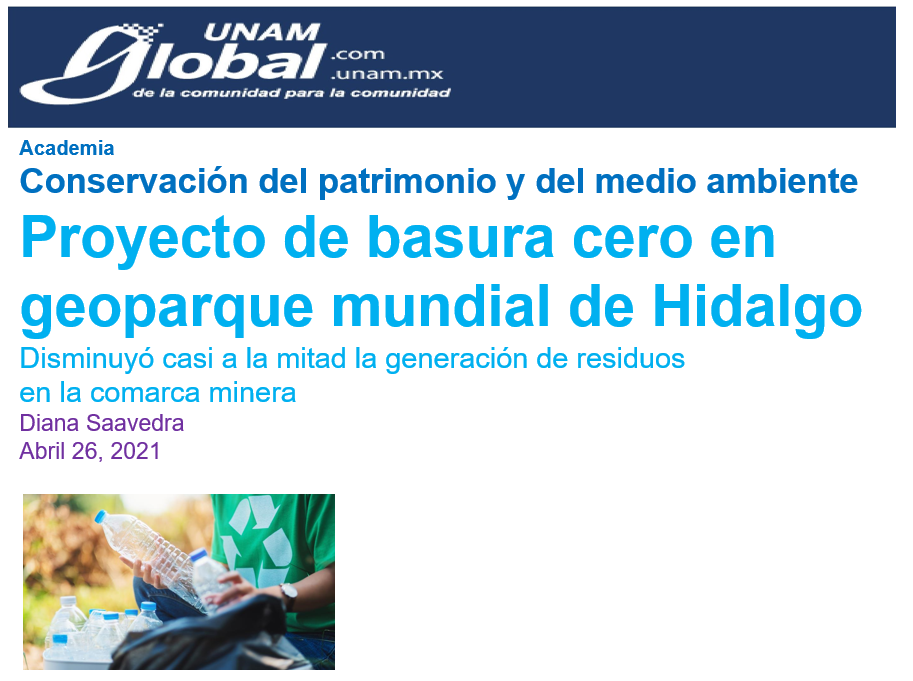 UNAM
Global .com
.unam.mx
de la comunidad para la comunidad
Academia
Conservación del patrimonio y del medio ambiente
Proyecto de basura cero en
geoparque mundial de Hidalgo
Disminuyó casi a la mitad la generación de residuos
en la comarca minera
Diana Saavedra
Abril 26, 2021